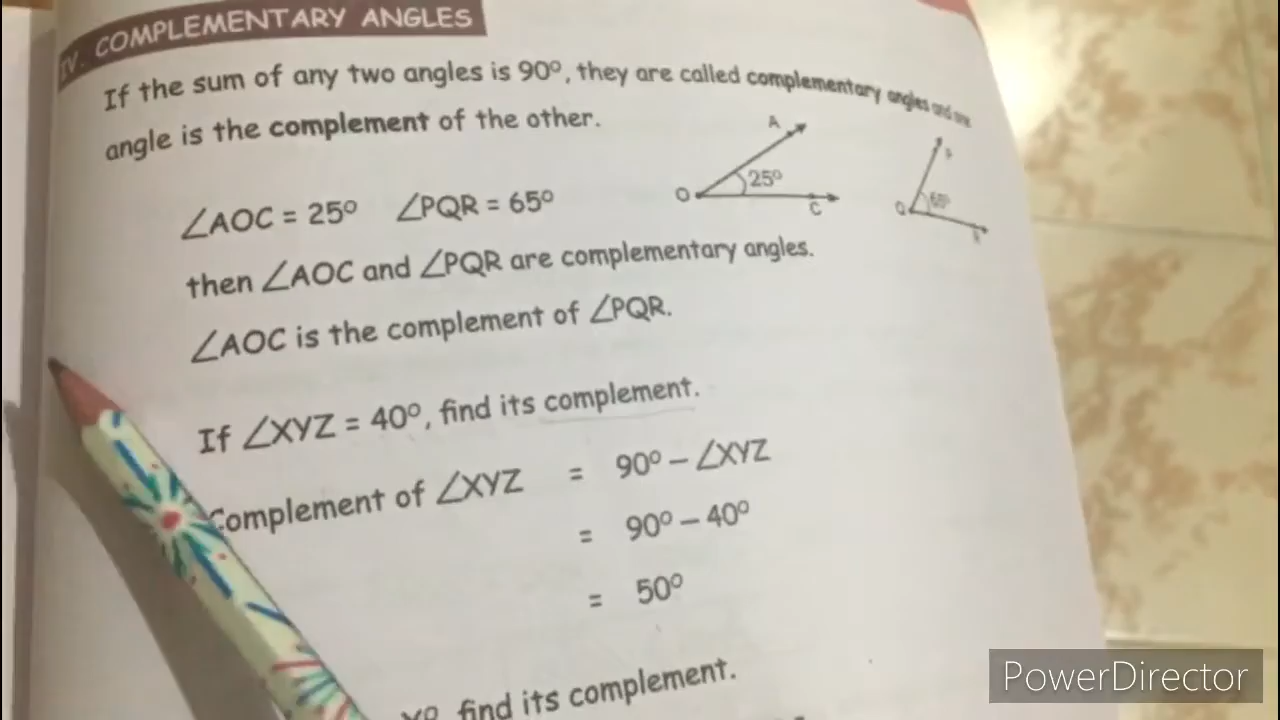 IV. COMPLEMENTARY ANGLES
If the sum of any two angles is 90°, they are called complementary angles and one
angle is the complement of the other.
A
25°
O
C
P
65°
Q
R
∠AOC = 25° ∠PQR = 65°
then ∠AOC and ∠PQR are complementary angles.
∠AOC is the complement of ∠PQR.
If ∠XYZ = 40°, find its complement.
Complement of ∠XYZ = 90° – ∠XYZ
= 90° – 40°
= 50°
find its complement.
PowerDirector